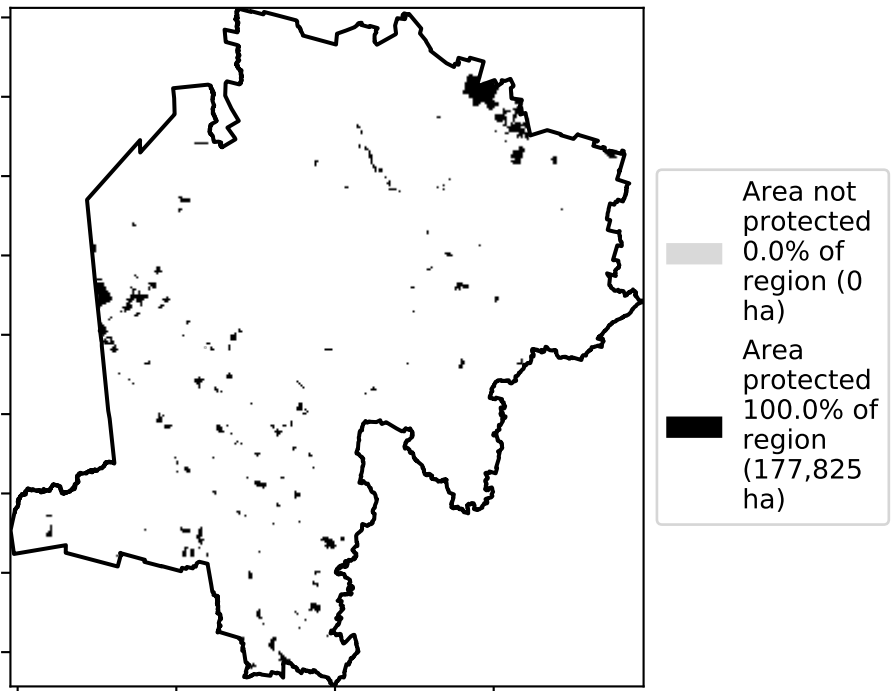 Area not
protected
0.0% of
region (0
ha)
Area
protected
100.0% of
region
(177,825
ha)